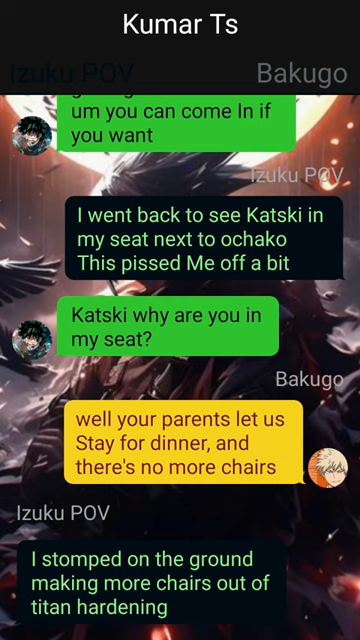 Kumar Ts
Izuku POV
Bakugo
um you can come In if
you want
Izuku POV
I went back to see Katski in
my seat next to ochako
This pissed Me off a bit
Katski why are you in
my seat?
Bakugo
well your parents let us
Stay for dinner, and
there's no more chairs
Izuku POV
I stomped on the ground
making more chairs out of
titan hardening